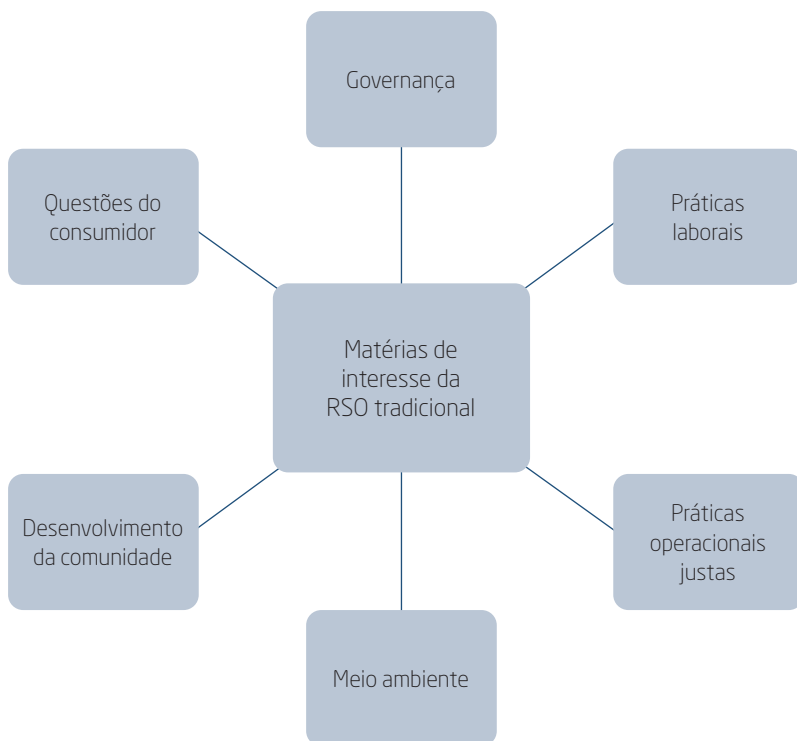 Governança
Questões do
consumidor
Práticas
laborais
Matérias de
interesse da
RSO tradicional
Desenvolvimento
da comunidade
Práticas
operacionais
justas
Meio ambiente